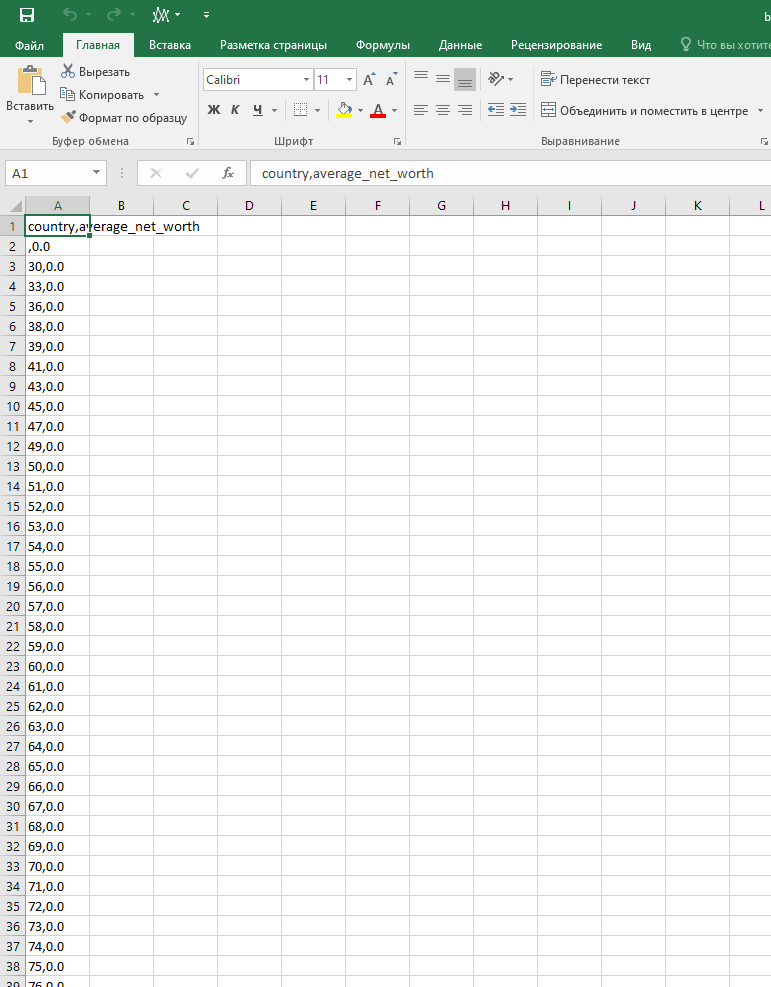 b
Файл Главная Вставка Разметка страницы Формулы Данные Рецензирование Вид Что вы хотите
Вставить
Вырезать
Копировать
Формат по образцу
Буфер обмена
Calibri 11
Ж К Ч
Шрифт
Перенести текст
Объединить и поместить в центре
Выравнивание
A1 fx country,average_net_worth
A B C D E F G H I J K L
1 country,average_net_worth
2 ,0.0
3 30,0.0
4 33,0.0
5 36,0.0
6 38,0.0
7 39,0.0
8 41,0.0
9 43,0.0
10 45,0.0
11 47,0.0
12 49,0.0
13 50,0.0
14 51,0.0
15 52,0.0
16 53,0.0
17 54,0.0
18 55,0.0
19 56,0.0
20 57,0.0
21 58,0.0
22 59,0.0
23 60,0.0
24 61,0.0
25 62,0.0
26 63,0.0
27 64,0.0
28 65,0.0
29 66,0.0
30 67,0.0
31 68,0.0
32 69,0.0
33 70,0.0
34 71,0.0
35 72,0.0
36 73,0.0
37 74,0.0
38 75,0.0
39 76,0.0